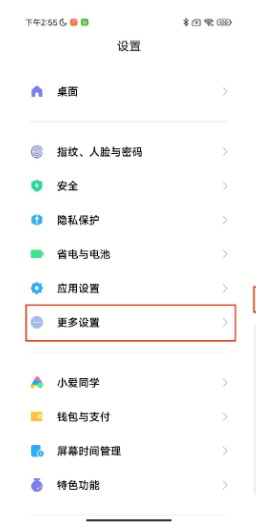 下午2:55
设置
桌面
指纹、人脸与密码
安全
隐私保护
省电与电池
应用设置
更多设置
小爱同学
钱包与支付
屏幕时间管理
特色功能